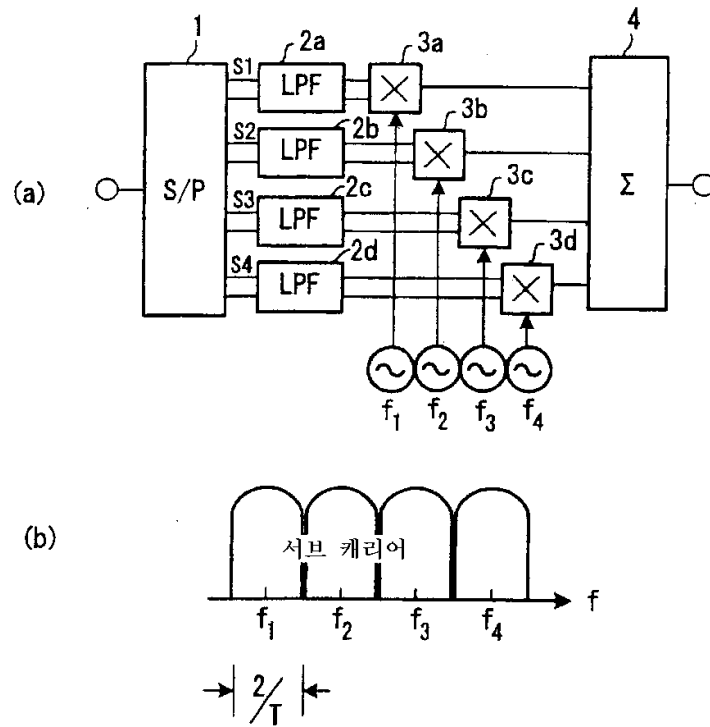 1
2a
3a
4
S1
LPF
3b
S2
2b
LPF
3c
(a)
S/P
S3
2c
LPF
Σ
3d
S4
2d
LPF
f1 f2 f3 f4
(b)
서브 캐리어
f
f1 f2 f3 f4
2/T